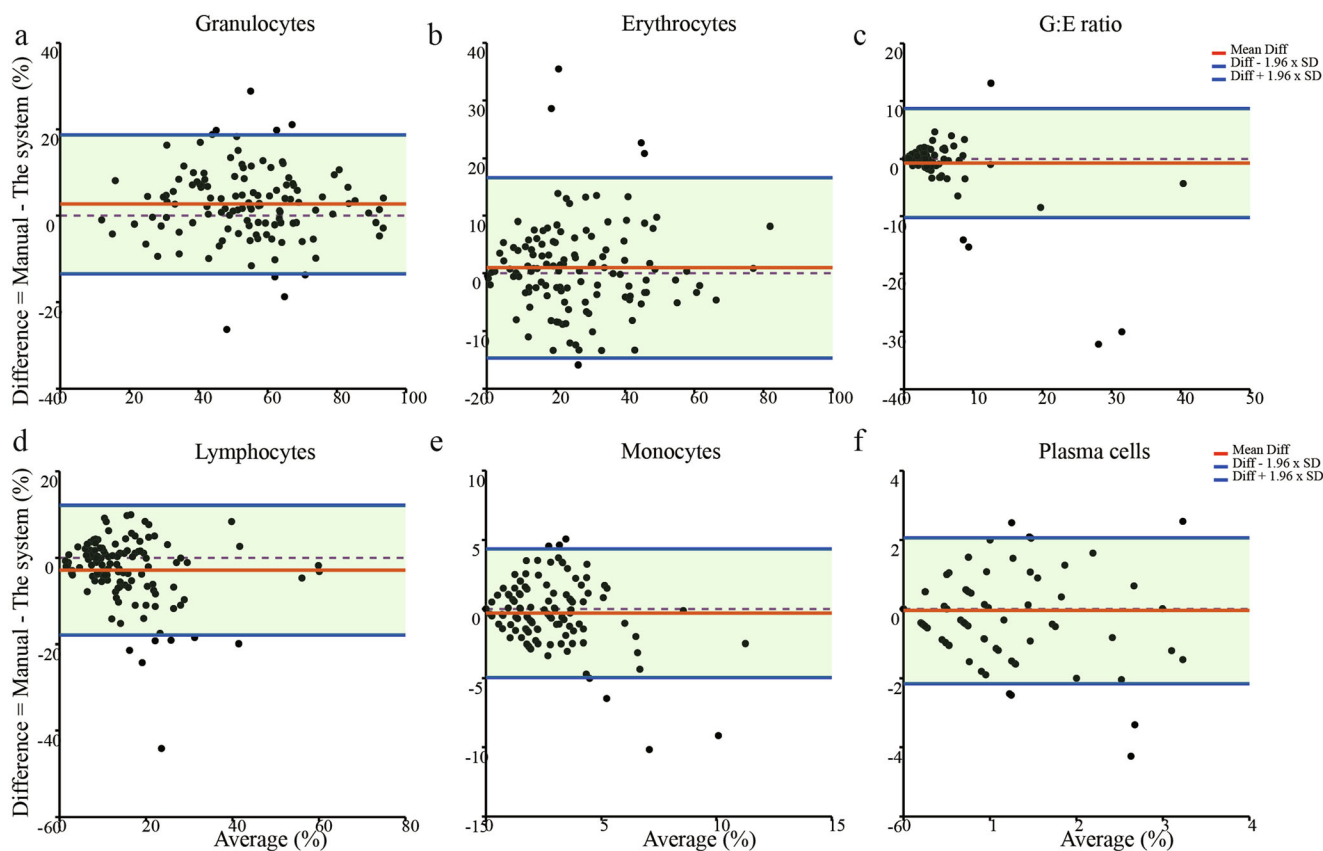 Granulocytes
Erythrocytes
G:E ratio
a
b
c
Mean Diff
Diff - 1.96 x SD
Diff + 1.96 x SD
Difference = Manual - The system (%)
40
20
0
-20
-40
0 20 40 60 80 100
40
30
20
10
0
-10
-20
0 20 40 60 80 100
20
10
0
-10
-20
-30
-40
0 10 20 30 40 50
d
e
f
Lymphocytes
Monocytes
Plasma cells
Mean Diff
Diff - 1.96 x SD
Diff + 1.96 x SD
Difference = Manual - The system (%)
20
0
-20
-40
-60
0 20 40 60 80
Average (%)
10
5
0
-5
-10
-15
0 5 10 15
Average (%)
4
2
0
-2
-4
-6
0 1 2 3 4
Average (%)